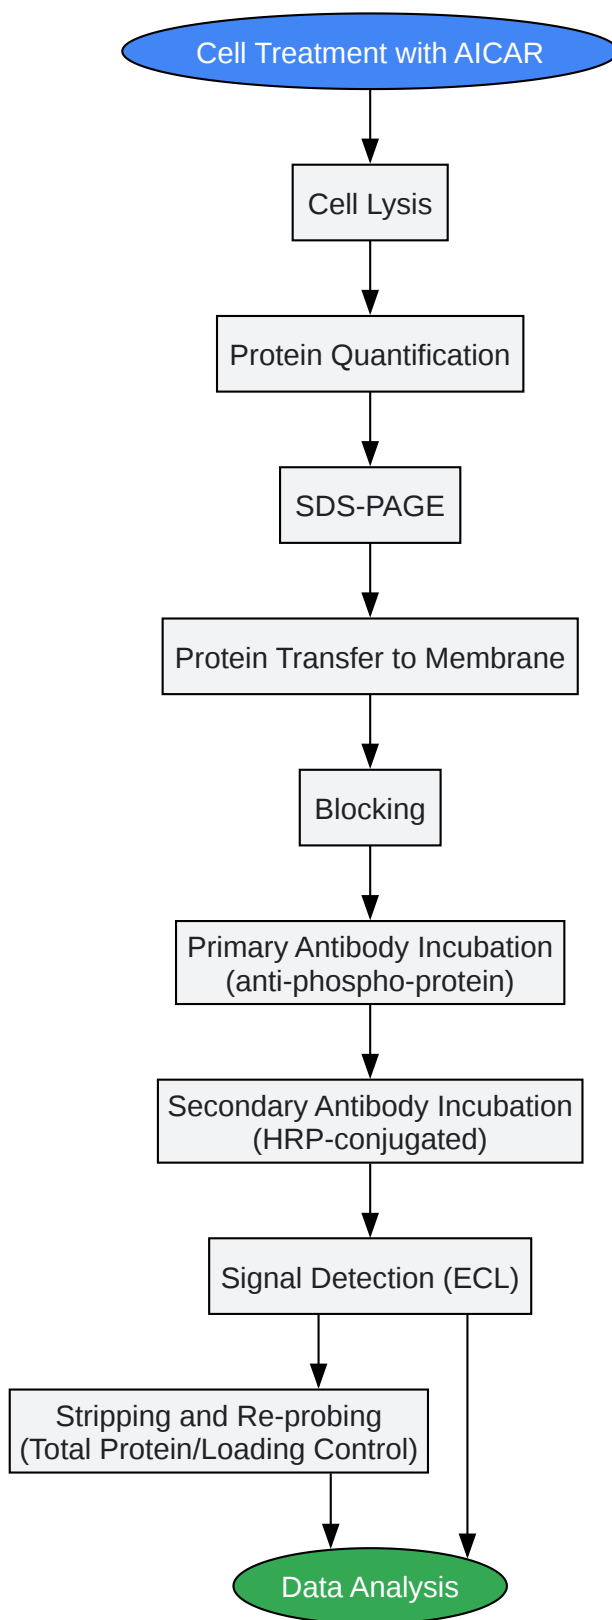 Cell Treatment with AICAR
Cell Lysis
Protein Quantification
SDS-PAGE
Protein Transfer to Membrane
Blocking
Primary Antibody Incubation
(anti-phospho-protein)
Secondary Antibody Incubation
(HRP-conjugated)
Signal Detection (ECL)
Stripping and Re-probing
(Total Protein/Loading Control)
Data Analysis